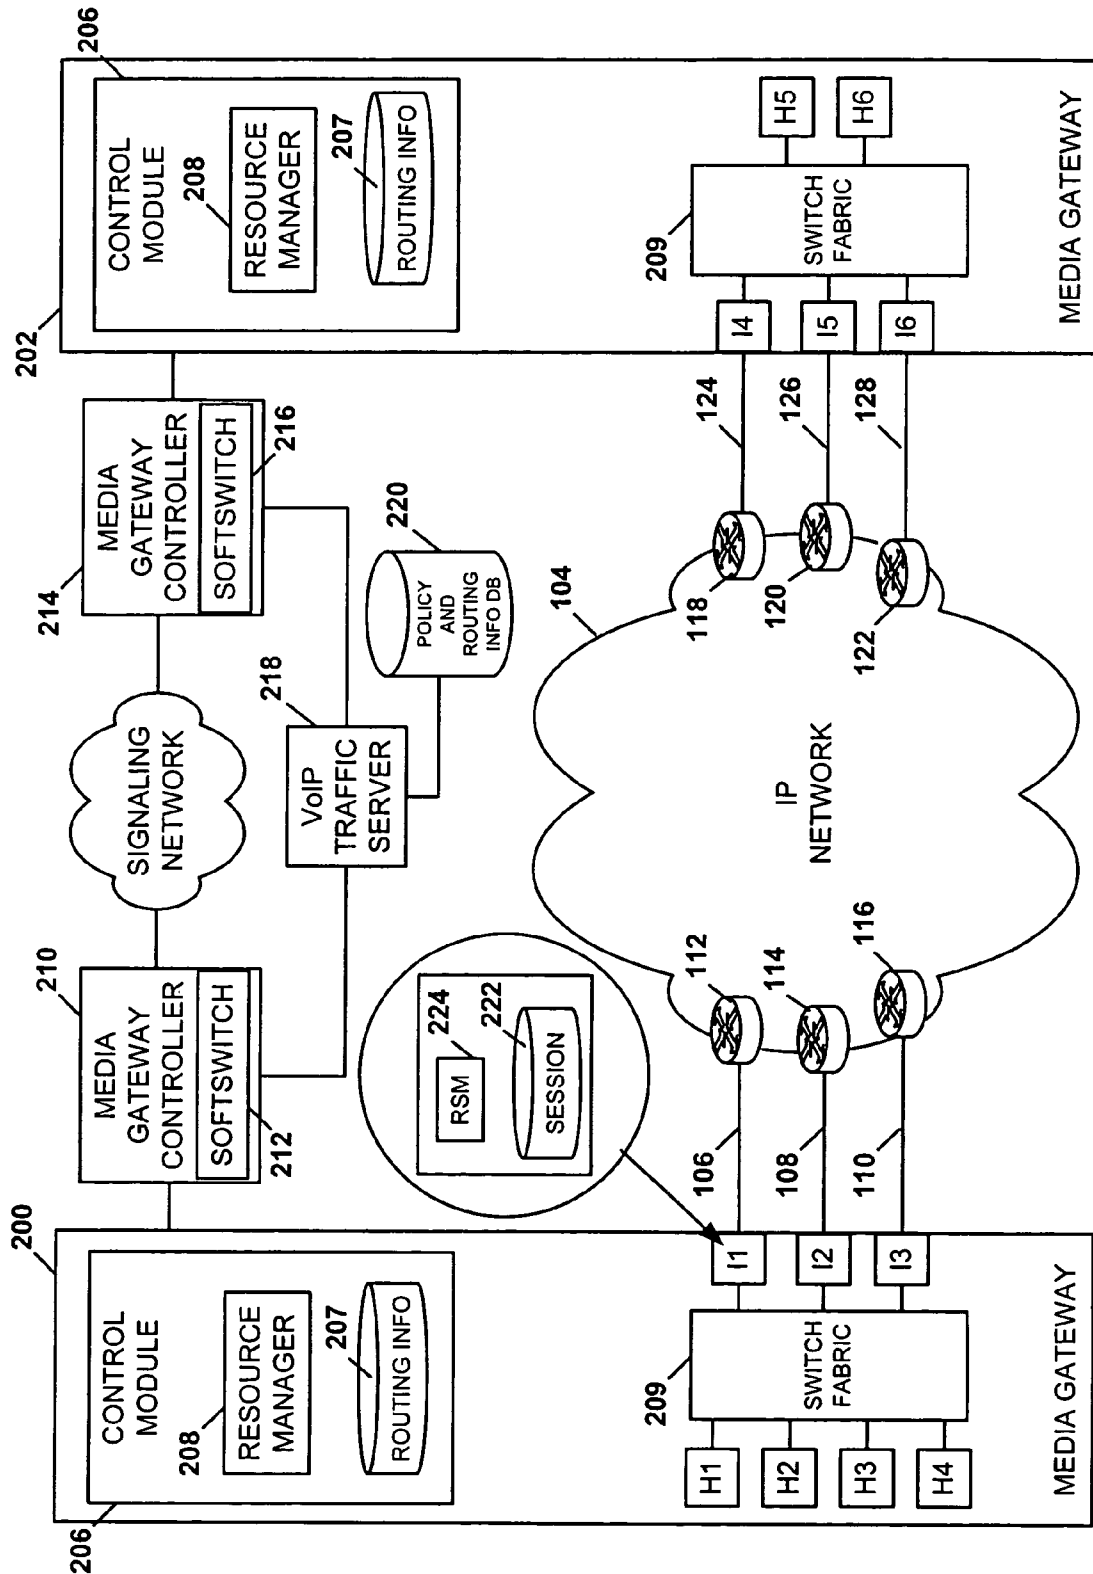 200
206
CONTROL
MODULE
208
RESOURCE
MANAGER
207
ROUTING INFO
210
MEDIA
GATEWAY
CONTROLLER
SOFTSWITCH
212
SIGNALING
NETWORK
214
MEDIA
GATEWAY
CONTROLLER
SOFTSWITCH
216
218
VoIP
TRAFFIC
SERVER
220
POLICY
AND
ROUTING
INFO DB
202
206
CONTROL
MODULE
208
RESOURCE
MANAGER
207
ROUTING INFO
224
RSM
222
SESSION
209
SWITCH
FABRIC
H1
H2
H3
H4
I1
I2
I3
106
108
110
112
114
116
104
IP
NETWORK
118
120
122
124
126
128
I4
I5
I6
209
SWITCH
FABRIC
H5
H6
MEDIA GATEWAY
MEDIA GATEWAY